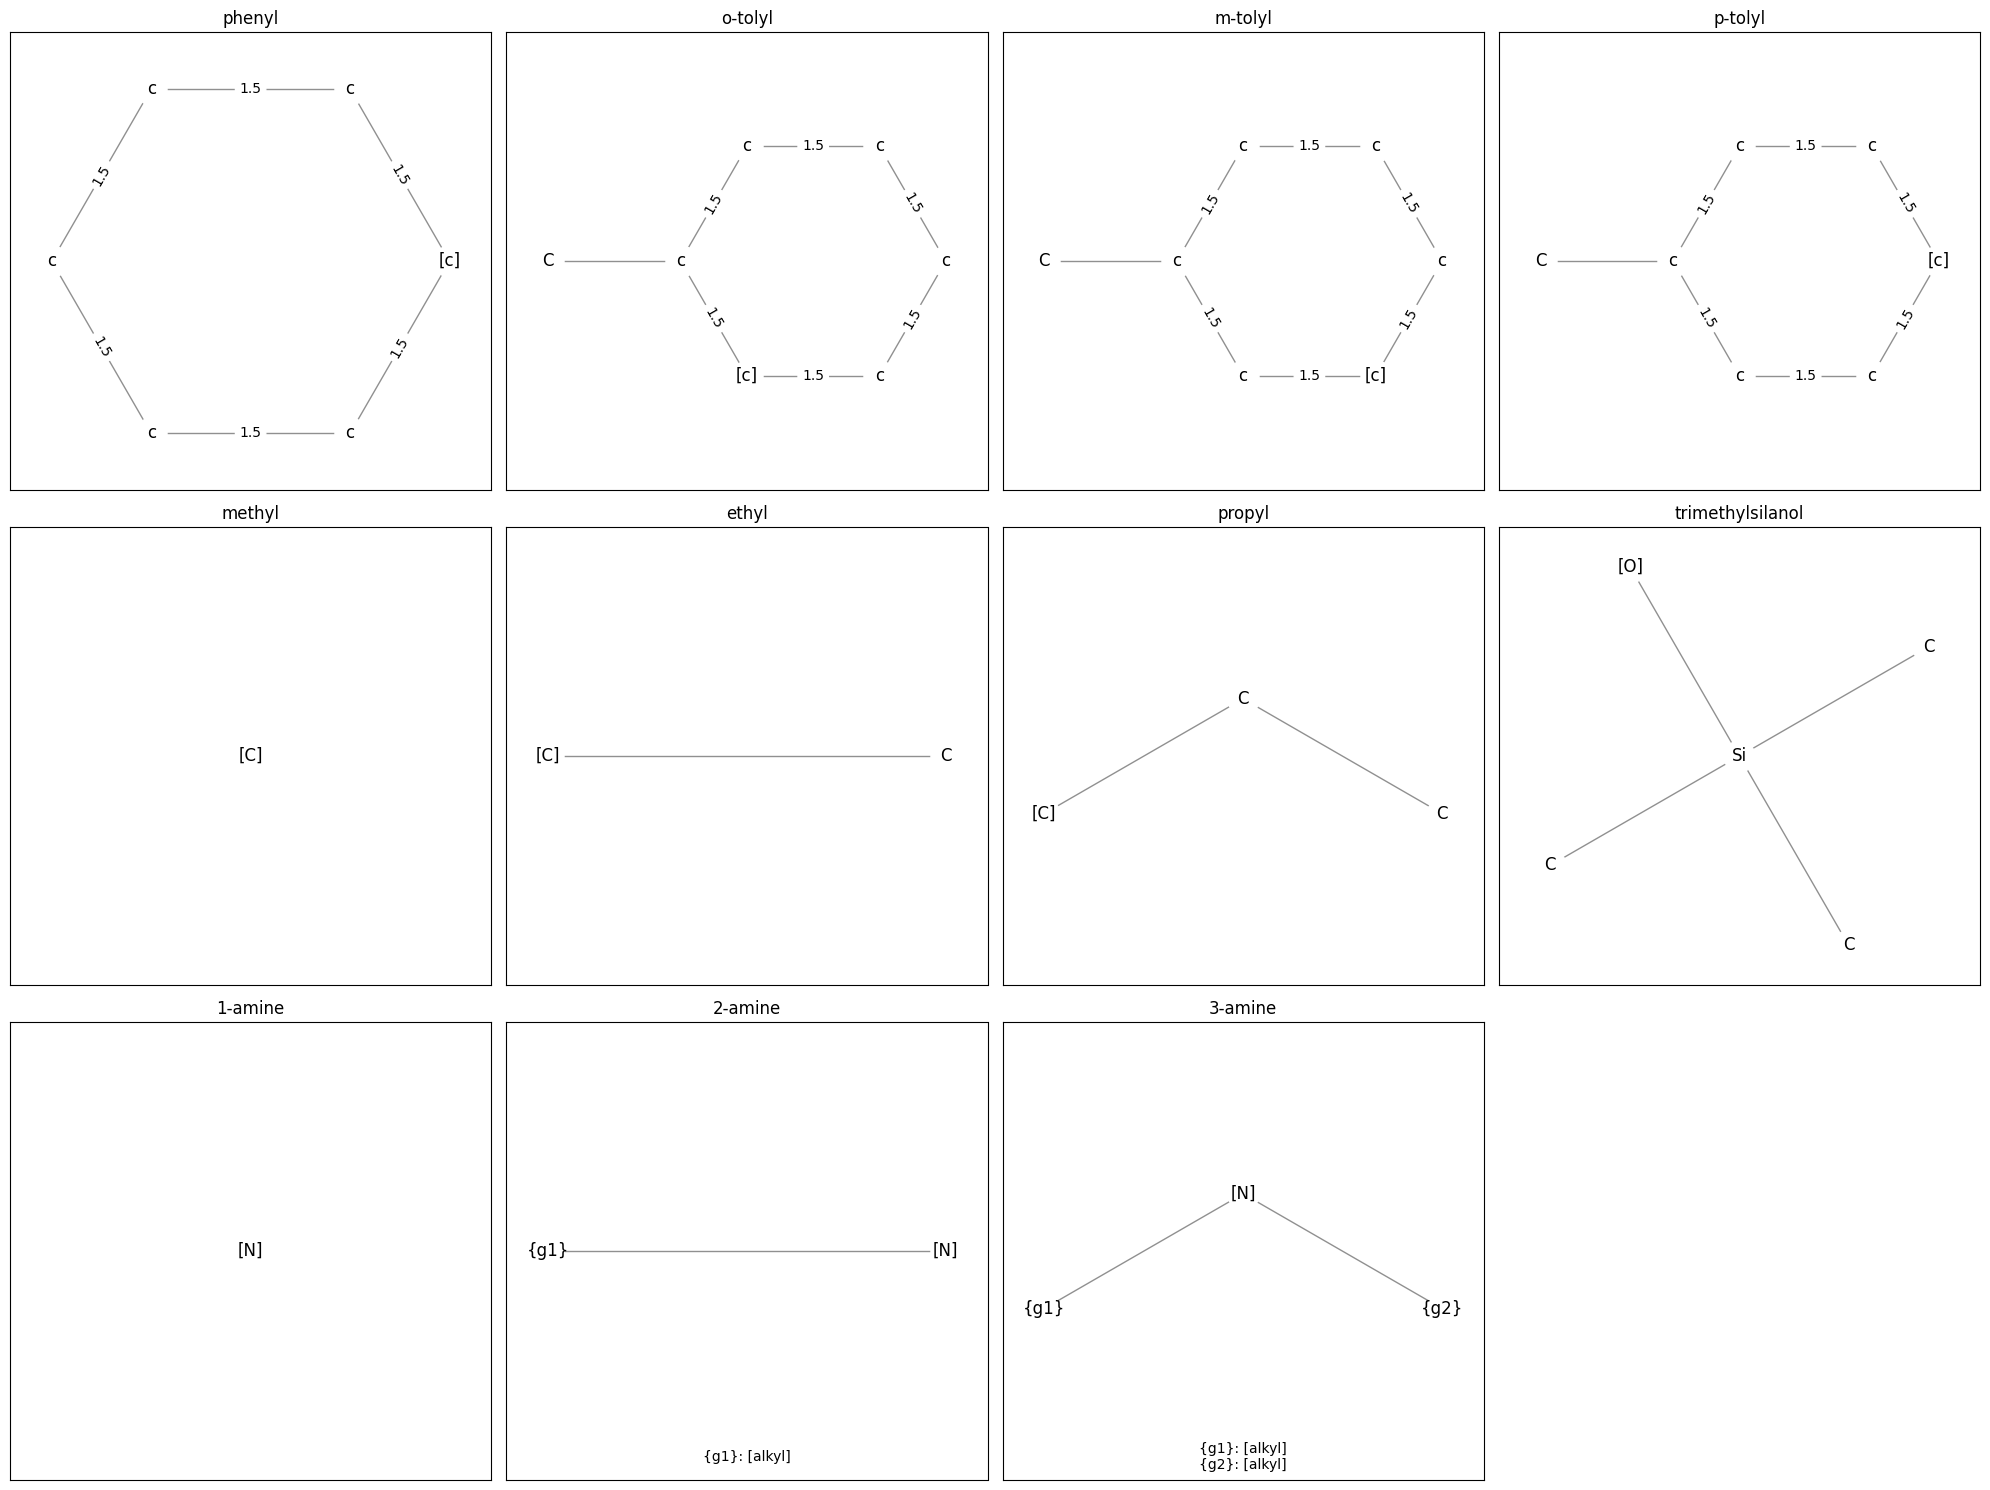 phenyl
o-tolyl
m-tolyl
p-tolyl
c 1.5 c
1.5 1.5
c [c]
1.5 1.5
c 1.5 c
c 1.5 c
1.5 1.5
C c c
1.5 1.5
[c] 1.5 c
c 1.5 c
1.5 1.5
C c c
1.5 1.5
c 1.5 [c]
c 1.5 c
1.5 1.5
C c [c]
1.5 1.5
c 1.5 c
methyl
ethyl
propyl
trimethylsilanol
[C]
[C] C
C
[C] C
[O]
C
Si
C
C
1-amine
2-amine
3-amine
[N]
{g1} [N]
{g1}: [alkyl]
[N]
{g1} {g2}
{g1}: [alkyl]
{g2}: [alkyl]